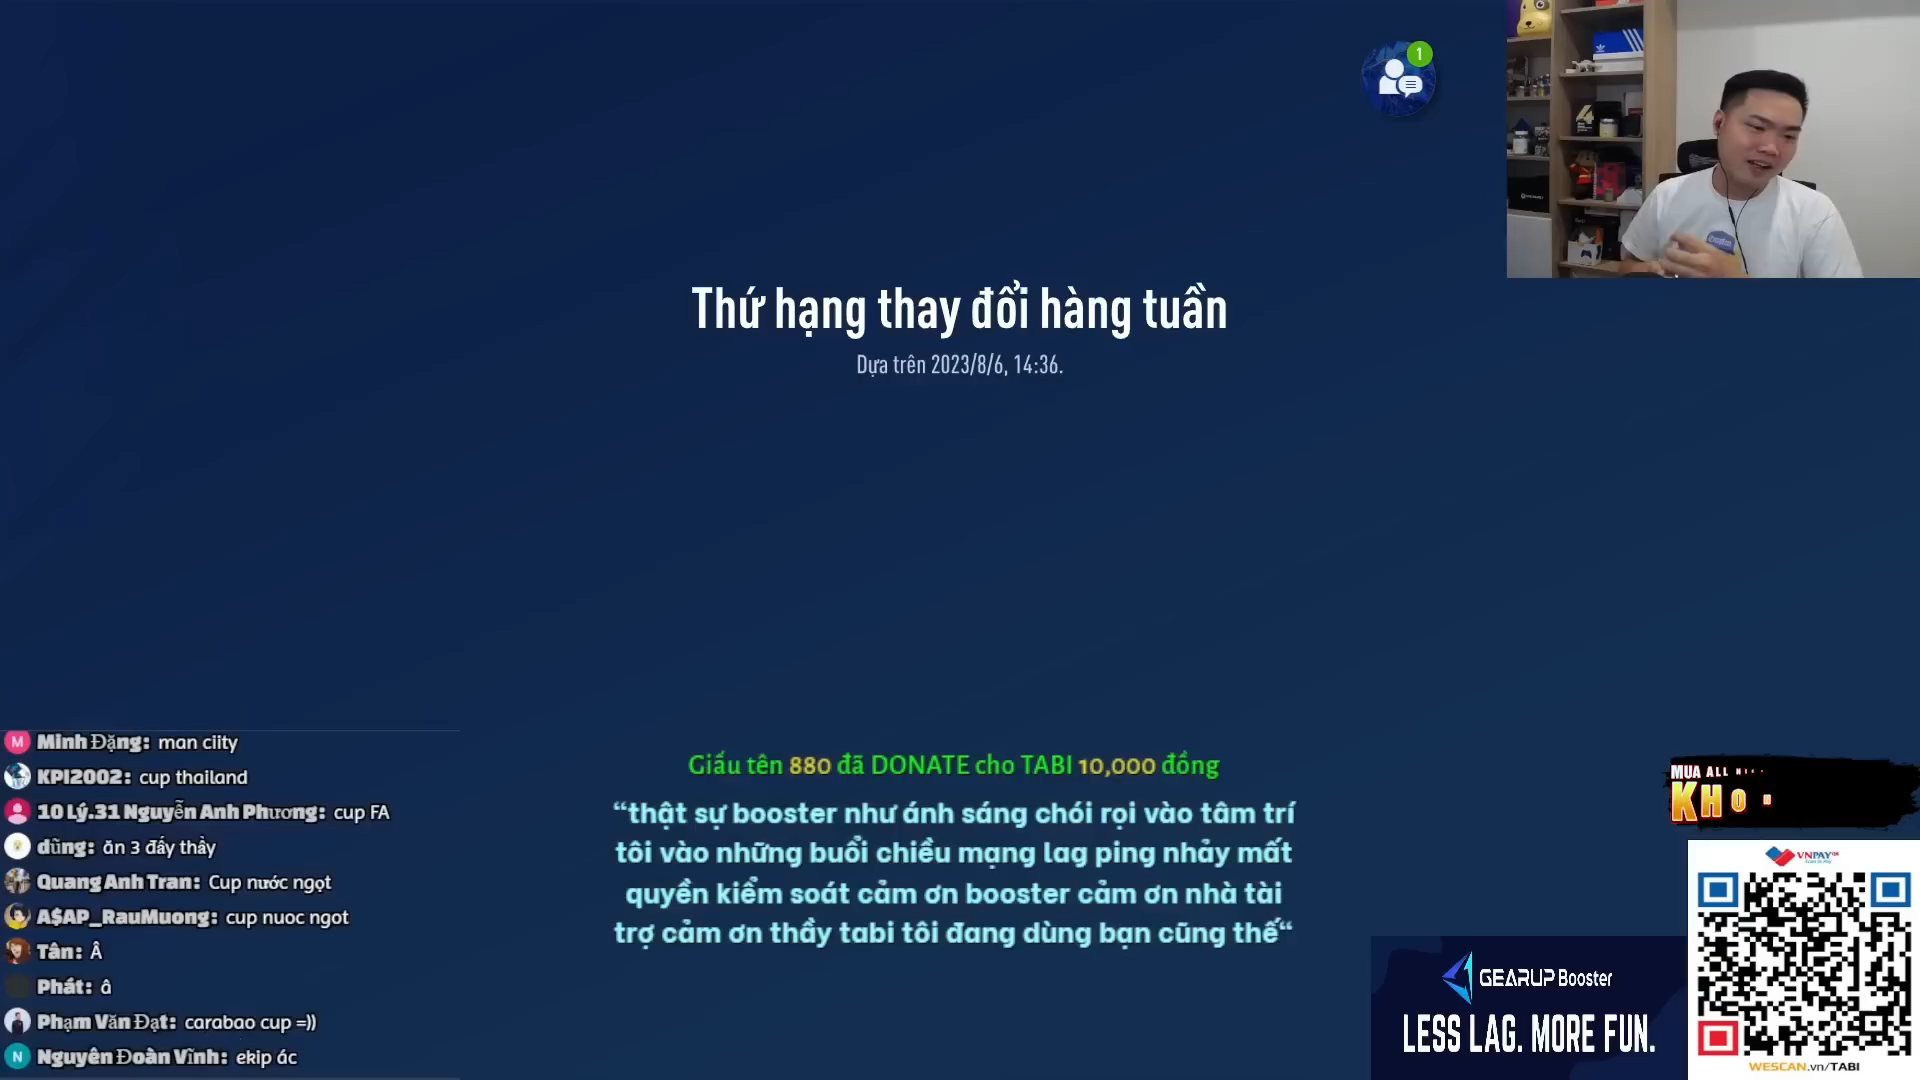 1
Thứ hạng thay đổi hàng tuần
Dựa trên 2023/8/6, 14:36.
Minh Đặng: man ciity
KPI2002: cup thailand
10 Lý.31 Nguyễn Anh Phương: cup FA
dũng: ăn 3 đấy thầy
Quang Anh Tran: Cup nước ngọt
A$AP_RauMuong: cup nuoc ngot
Tân: Â
Phát: â
Phạm Văn Đạt: carabao cup =))
N Nguyên Đoàn Vĩnh: ekip ác
Giấu tên 880 đã DONATE cho TABI 10,000 đồng
“thật sự booster như ánh sáng chói rọi vào tâm trí
tôi vào những buổi chiều mạng lag ping nhảy mất
quyền kiểm soát cảm ơn booster cảm ơn nhà tài
trợ cảm ơn thầy tabi tôi đang dùng bạn cũng thế“
MUA ALL
KHO
GEARUP Booster
LESS LAG. MORE FUN.
VNPAY
WESCAN.vn/TABI